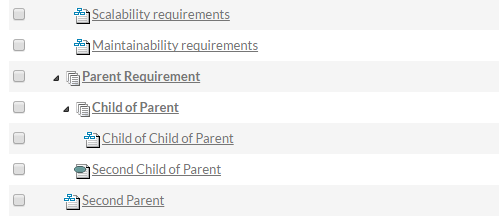 Scalability requirements
Maintainability requirements
Parent Requirement
Child of Parent
Child of Child of Parent
Second Child of Parent
Second Parent